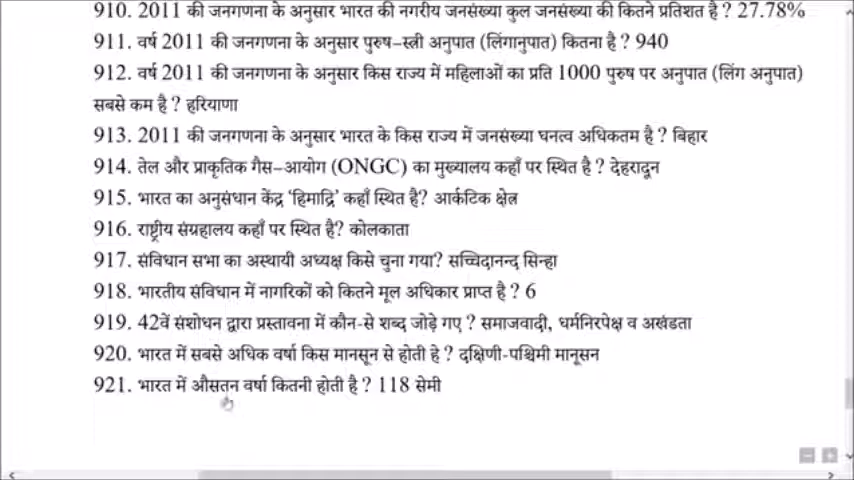 910. 2011 की जनगणना के अनुसार भारत की नगरीय जनसंख्या कुल जनसंख्या की कितने प्रतिशत है ? 27.78%
911. वर्ष 2011 की जनगणना के अनुसार पुरुष–स्त्री अनुपात (लिंगानुपात) कितना है ? 940
912. वर्ष 2011 की जनगणना के अनुसार किस राज्य में महिलाओं का प्रति 1000 पुरुष पर अनुपात (लिंग अनुपात)
सबसे कम है ? हरियाणा
913. 2011 की जनगणना के अनुसार भारत के किस राज्य में जनसंख्या घनत्व अधिकतम है ? बिहार
914. तेल और प्राकृतिक गैस–आयोग (ONGC) का मुख्यालय कहाँ पर स्थित है ? देहरादून
915. भारत का अनुसंधान केंद्र ‘हिमाद्रि’ कहाँ स्थित है? आर्कटिक क्षेत्र
916. राष्ट्रीय संग्रहालय कहाँ पर स्थित है? कोलकाता
917. संविधान सभा का अस्थायी अध्यक्ष किसे चुना गया? सच्चिदानन्द सिन्हा
918. भारतीय संविधान में नागरिकों को कितने मूल अधिकार प्राप्त है ? 6
919. 42वें संशोधन द्वारा प्रस्तावना में कौन-से शब्द जोड़े गए ? समाजवादी, धर्मनिरपेक्ष व अखंडता
920. भारत में सबसे अधिक वर्षा किस मानसून से होती हे ? दक्षिणी-पश्चिमी मानूसन
921. भारत में औसतन वर्षा कितनी होती है ? 118 सेमी